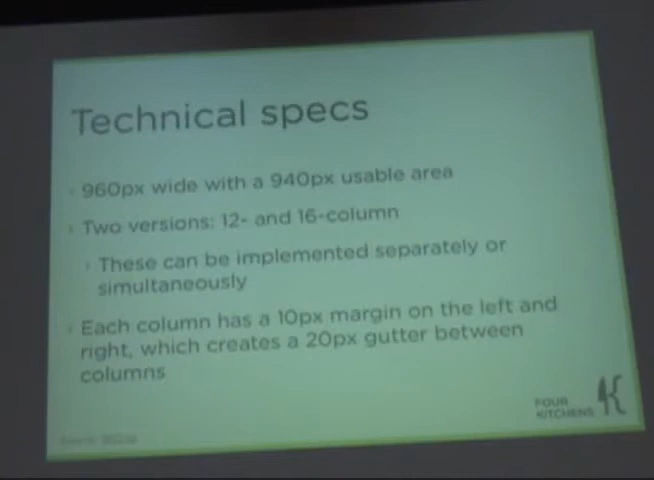 Technical specs
960px wide with a 940px usable area
Two versions: 12- and 16-column
These can be implemented separately or
simultaneously
Each column has a 10px margin on the left and
right, which creates a 20px gutter between
columns
FOUR
KITCHENS